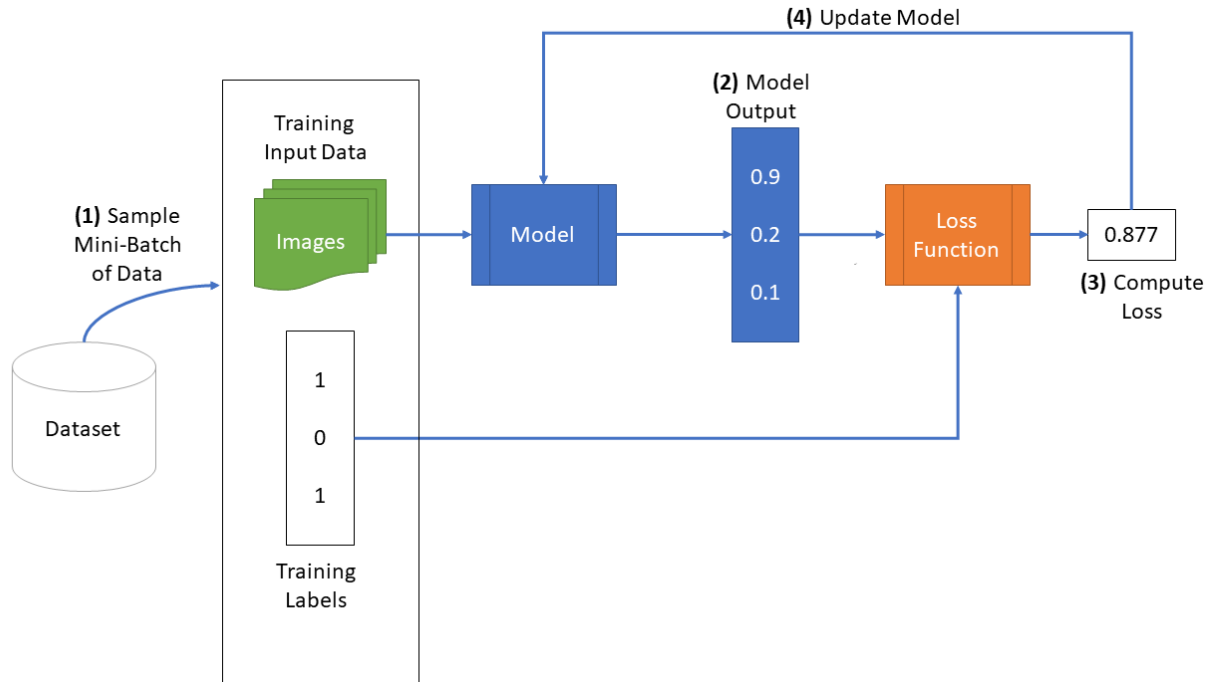 (4) Update Model
(2) Model
Output
Training
Input Data
(1) Sample
Mini-Batch
of Data
Images
Model
0.9
0.2
0.1
Loss
Function
0.877
(3) Compute
Loss
Dataset
1
0
1
Training
Labels